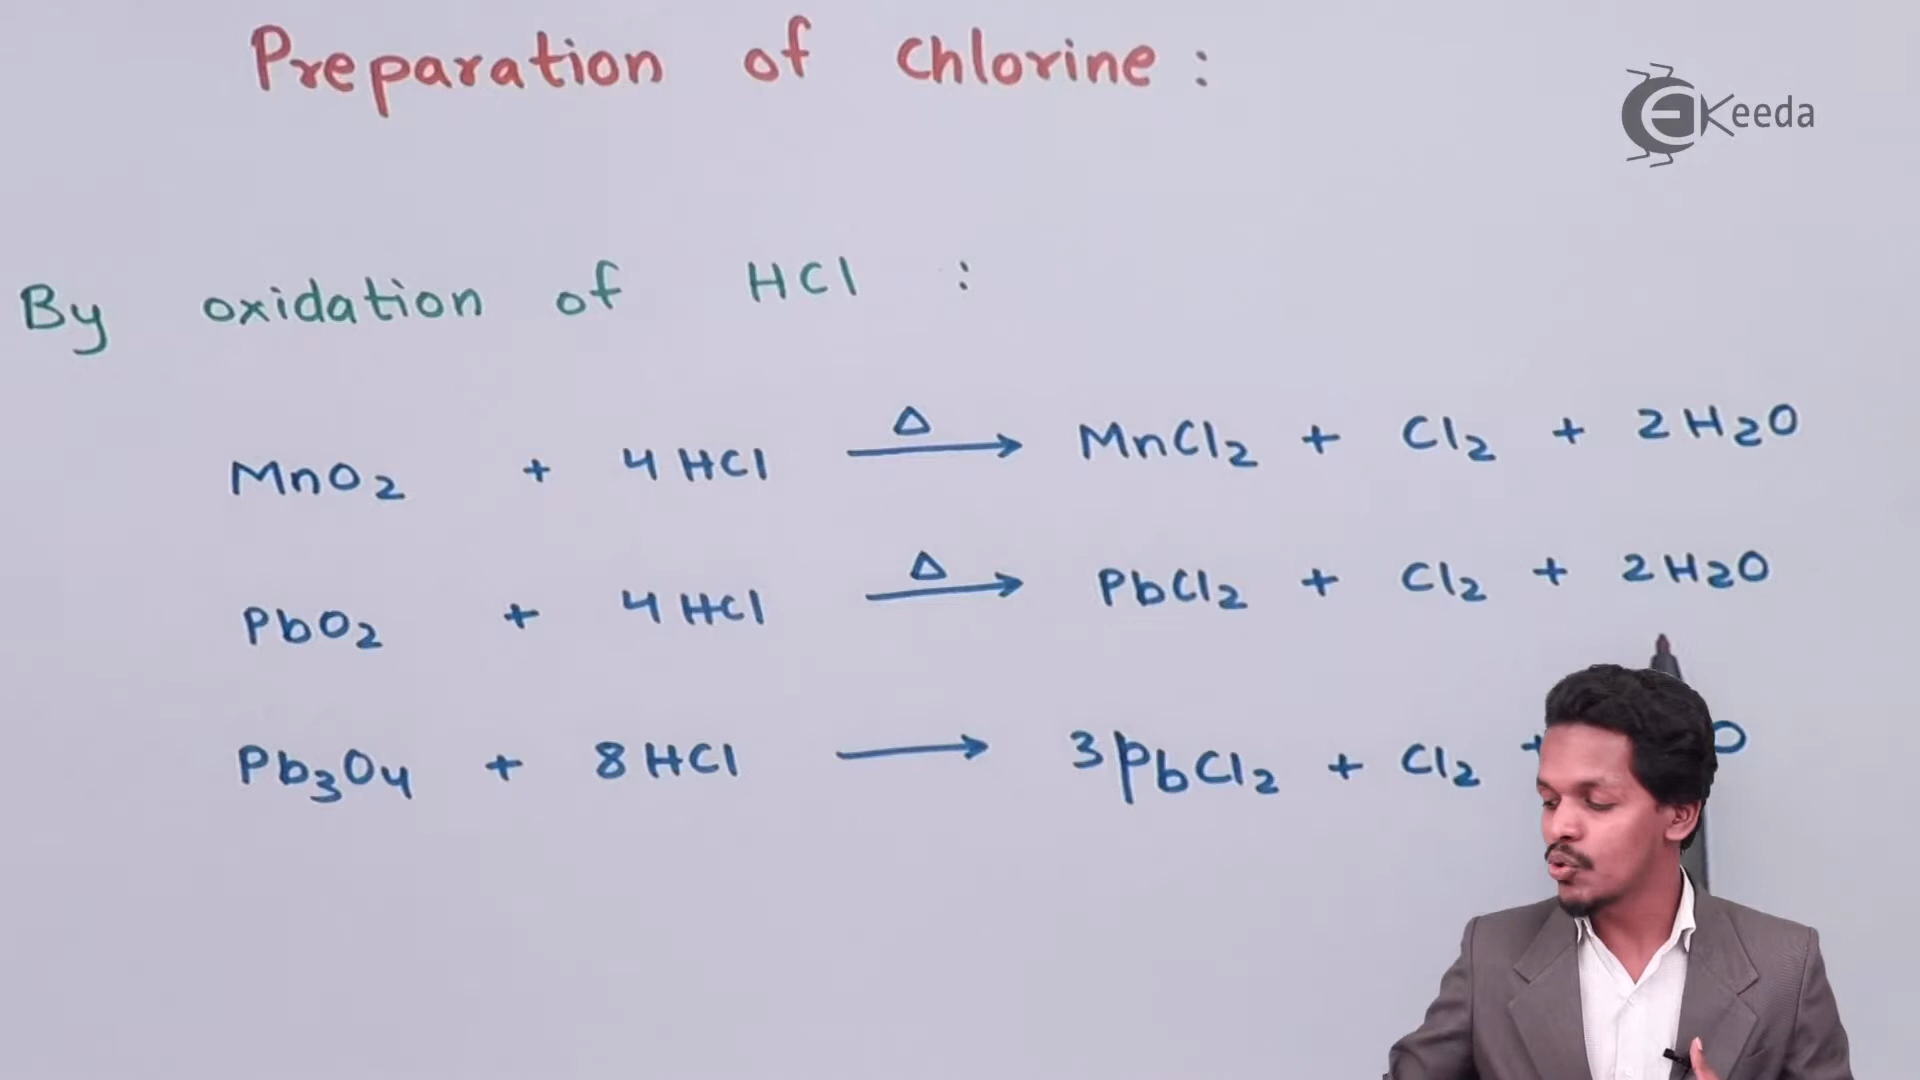 Preparation of Chlorine :
EKeeda
By oxidation of HCl :
Δ
MnO2 + 4HCl → MnCl2 + Cl2 + 2H2O
Δ
PbO2 + 4HCl → PbCl2 + Cl2 + 2H2O
Pb3O4 + 8HCl → 3PbCl2 + Cl2 + O